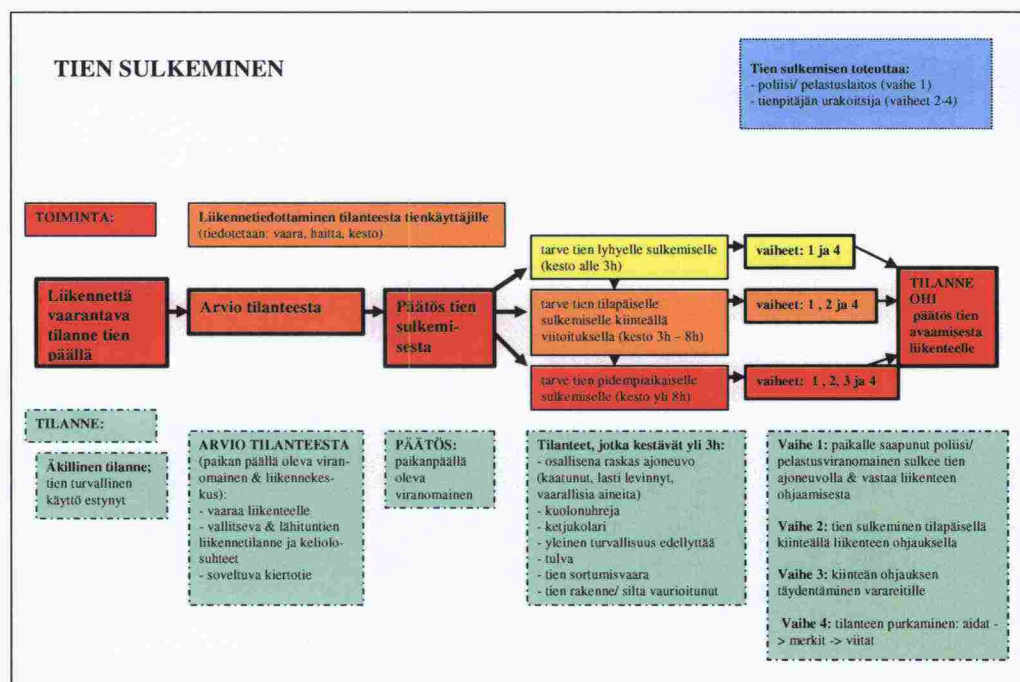 TIEN SULKEMINEN
Tien sulkemisen toteuttaa:
- poliisi/ pelastuslaitos (vaihe 1)
- tienpitäjän urakoitsija (vaiheet 2-4)
TOIMINTA:
Liikennetiedottaminen tilanteesta tienkäyttäjille
(tiedotetaan: vaara, haitta, kesto)
Liikennettä
vaarantava
tilanne tien
päällä
Arvio tilanteesta
Päätös tien
sulkemi-
sesta
tarve tien lyhyelle sulkemiselle
(kesto alle 3h)
vaiheet: 1 ja 4
tarve tien tilapäiselle
sulkemiselle kiinteällä
viitoituksella (kesto 3h – 8h)
vaiheet: 1 , 2 ja 4
tarve tien pidempiaikaiselle
sulkemiselle (kesto yli 8h)
vaiheet: 1 , 2, 3 ja 4
TILANNE
OHI
päätös tien
avaamisesta
liikenteelle
TILANNE:
Äkillinen tilanne;
tien turvallinen
käyttö estynyt
ARVIO TILANTEESTA
(paikan päällä oleva viran-
omainen & liikennekes-
kus):
- vaaraa liikenteelle
- vallitseva & lähituntien
liikennetilanne ja keliolo-
suhteet
- soveltuva kiertotie
PÄÄTÖS:
paikanpäällä
oleva
viranomainen
Tilanteet, jotka kestävät yli 3h:
- osallisena raskas ajoneuvo
(kaatunut, lasti levinnyt,
vaarallisia aineita)
- kuolonuhreja
- ketjukolari
- yleinen turvallisuus edellyttää
- tulva
- tien sortumisvaara
- tien rakenne/ silta vaurioitunut
Vaihe 1: paikalle saapunut poliisi/
pelastusviranomainen sulkee tien
ajoneuvolla & vastaa liikenteen
ohjaamisesta
Vaihe 2: tien sulkeminen tilapäisellä
kiinteällä liikenteen ohjauksella
Vaihe 3: kiinteän ohjauksen
täydentäminen varareitille
Vaihe 4: tilanteen purkaminen: aidat -
> merkit -> viitat